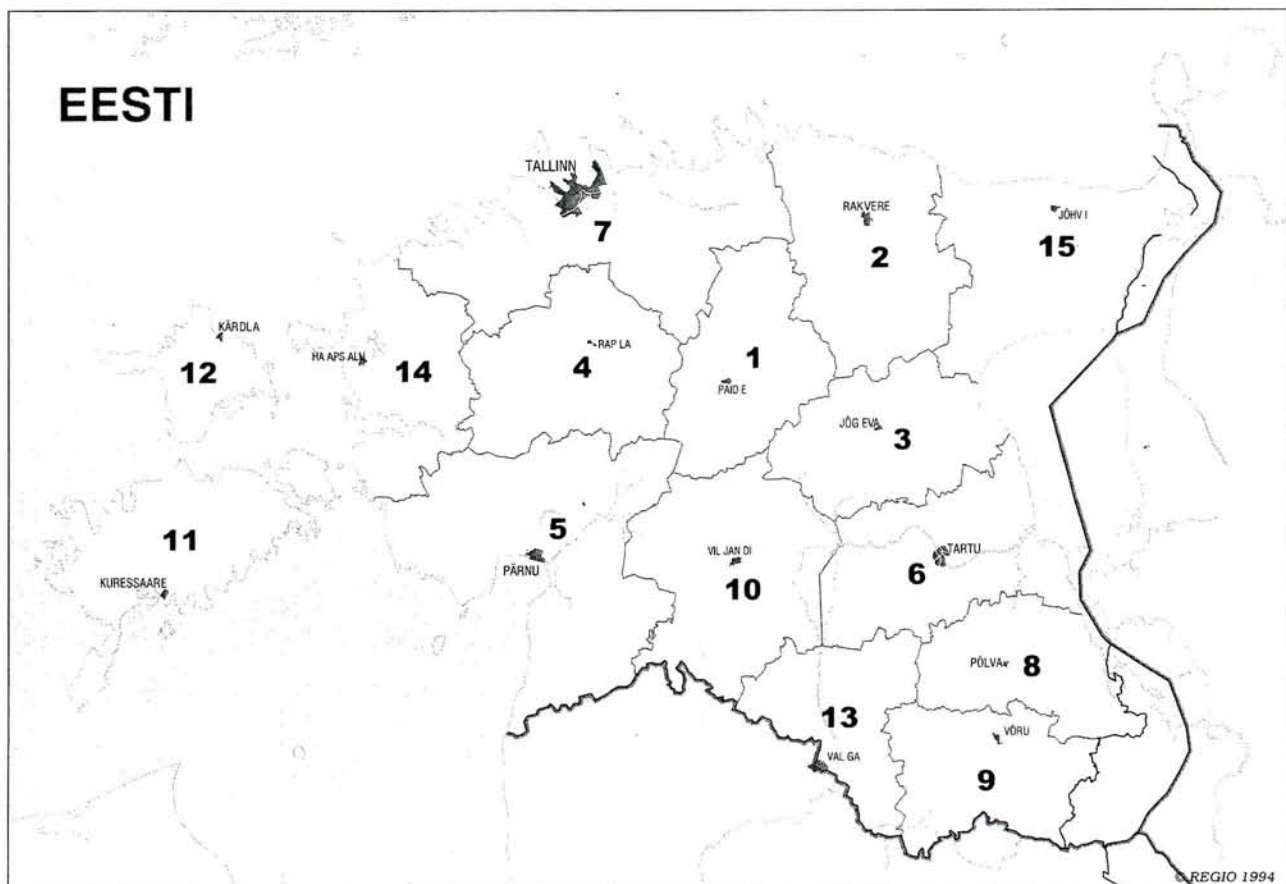 EESTI
TALLINN
7
RAKVERE
2
JÕHVI
15
KÄRDLA
12
HAAPSALU
14
RAPLA
4
1
PAIDE
JÕGEVA
3
11
KURESSAARE
5
PÄRNU
VILJANDI
10
TARTU
6
PÕLVA
8
13
VALGA
VÕRU
9
© REGIO 1994